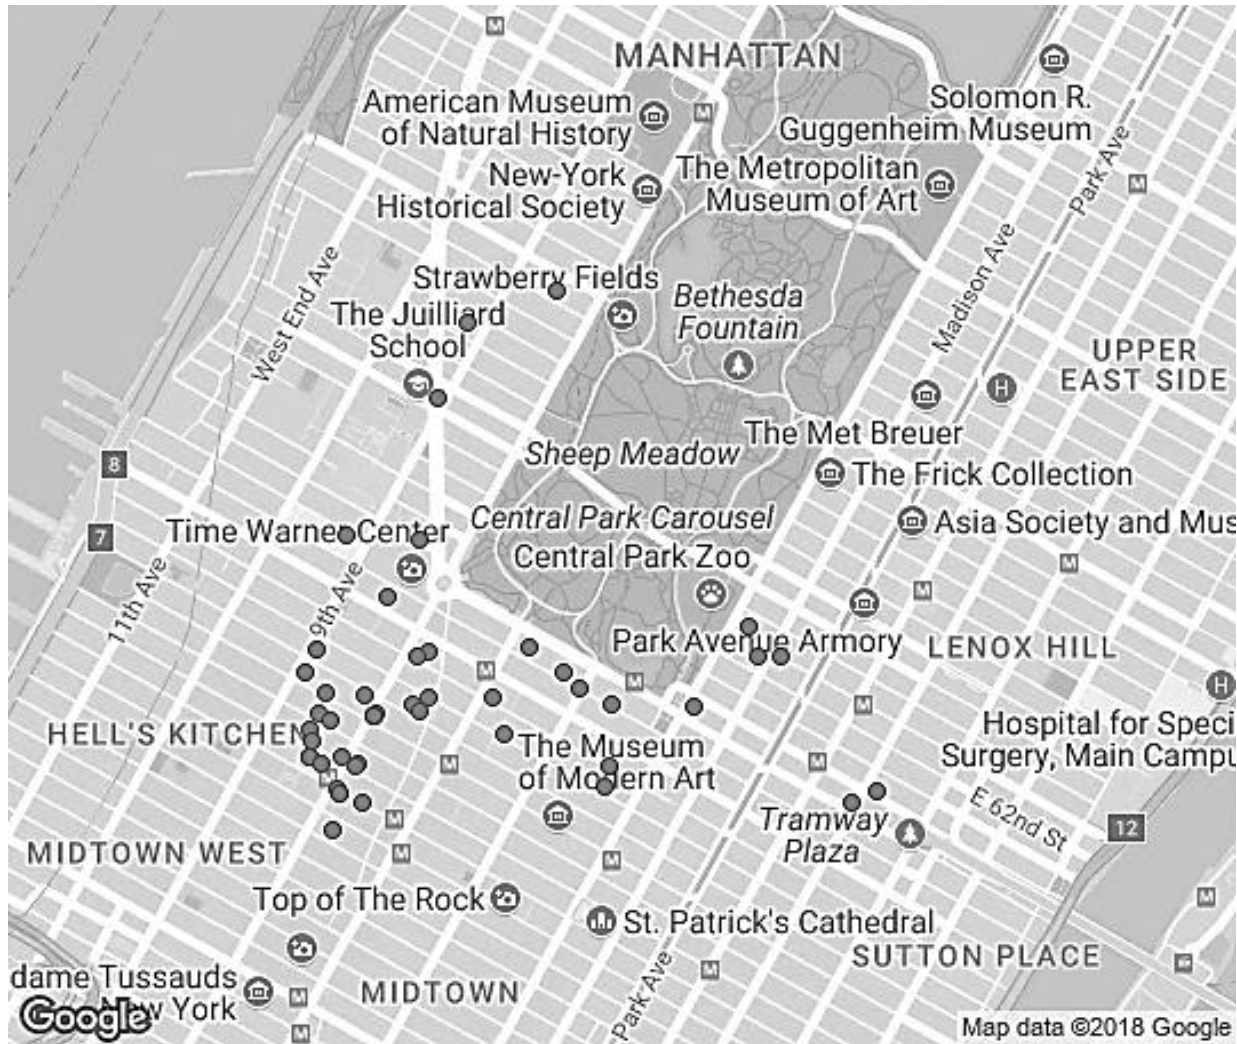 MANHATTAN
American Museum
of Natural History
Solomon R.
Guggenheim Museum
New-York
Historical Society
The Metropolitan
Museum of Art
Park Ave
Madison Ave
West End Ave
Strawberry Fields
The Juilliard
School
Bethesda
Fountain
UPPER
EAST SIDE
H
The Met Breuer
Sheep Meadow
The Frick Collection
8
7
Central Park Carousel
Asia Society and Mus
Time Warner Center
Central Park Zoo
11th Ave
9th Ave
Park Avenue Armory
LENOX HILL
H
HELL'S KITCHEN
The Museum
of Modern Art
Hospital for Speci
Surgery, Main Campu
E 62nd St
12
Tramway
Plaza
MIDTOWN WEST
Top of The Rock
St. Patrick's Cathedral
SUTTON PLACE
dame Tussauds
New York
MIDTOWN
Park Ave
Google
Map data ©2018 Google